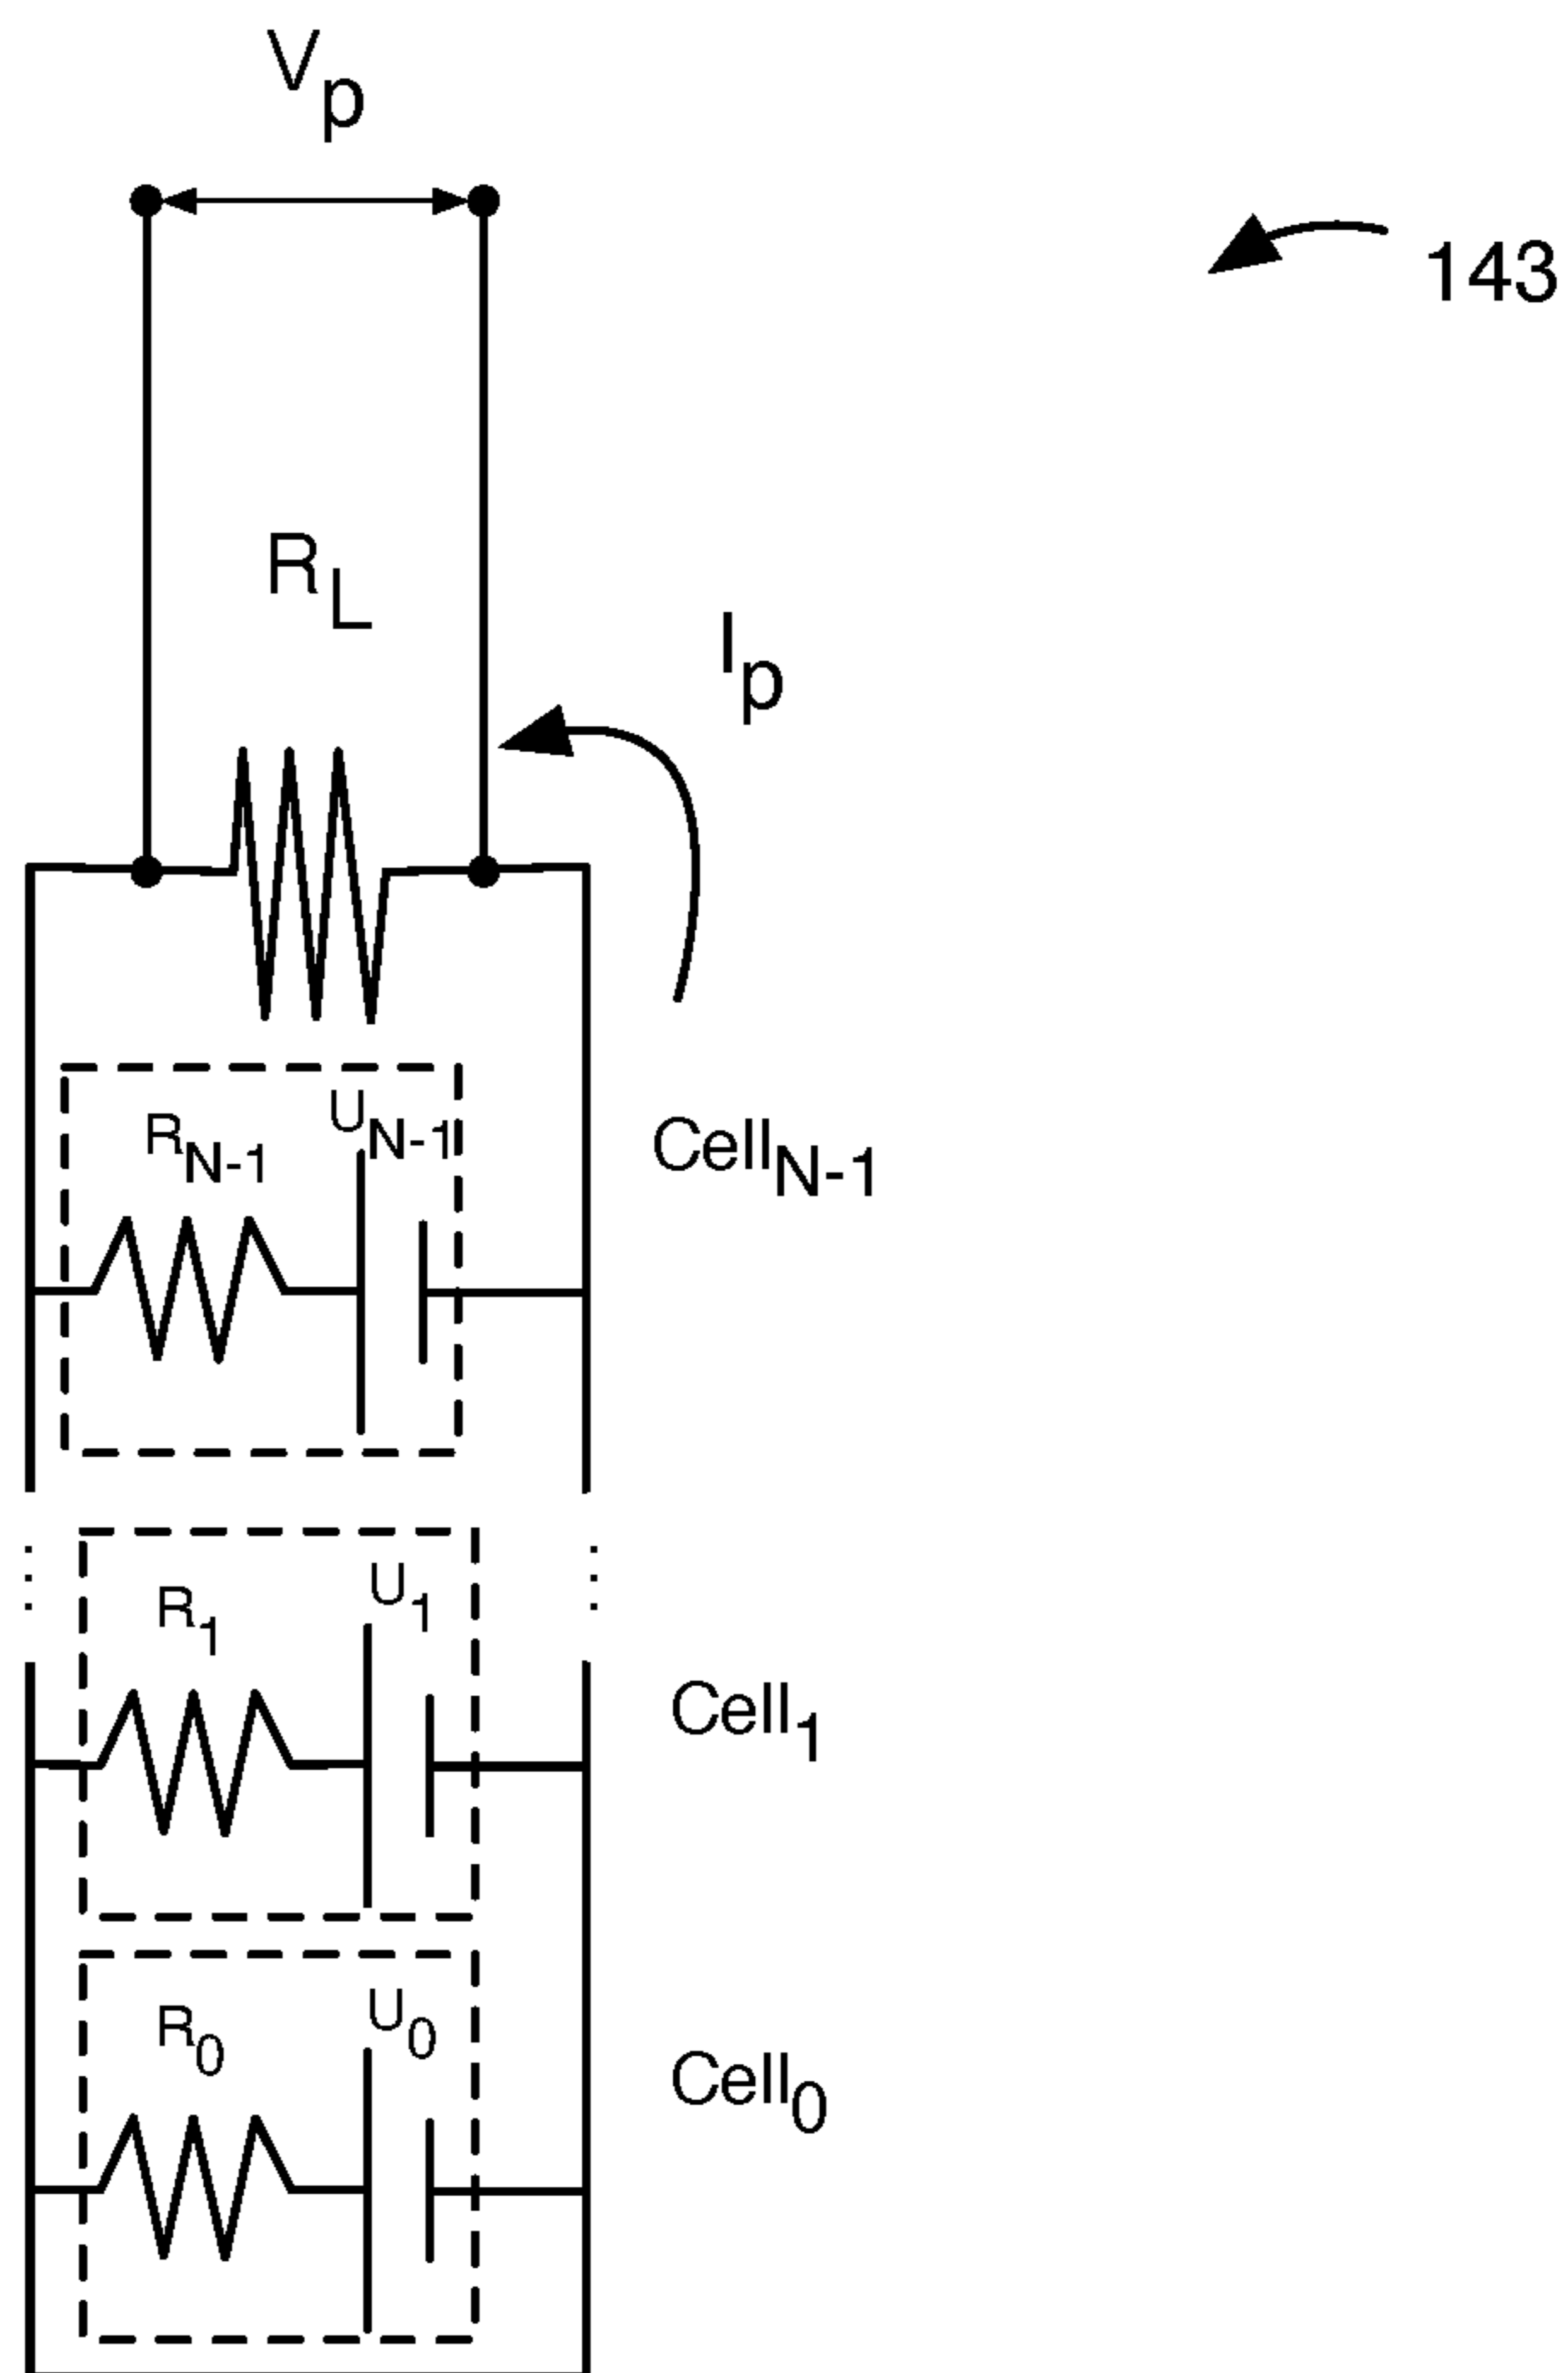 Vp
143
RL
Ip
RN-1
UN-1
CellN-1
R1
U1
Cell1
R0
U0
Cell0